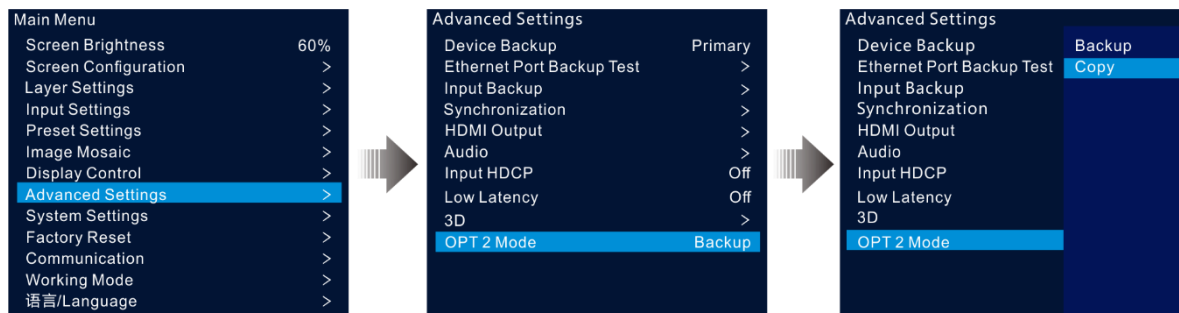 Main Menu
Screen Brightness 60%
Screen Configuration >
Layer Settings >
Input Settings >
Preset Settings >
Image Mosaic >
Display Control >
Advanced Settings >
System Settings >
Factory Reset >
Communication >
Working Mode >
语言/Language >
Advanced Settings
Device Backup Primary
Ethernet Port Backup Test >
Input Backup >
Synchronization >
HDMI Output >
Audio >
Input HDCP Off
Low Latency Off
3D >
OPT 2 Mode Backup
Advanced Settings
Device Backup Backup
Ethernet Port Backup Test Copy
Input Backup
Synchronization
HDMI Output
Audio
Input HDCP
Low Latency
3D
OPT 2 Mode